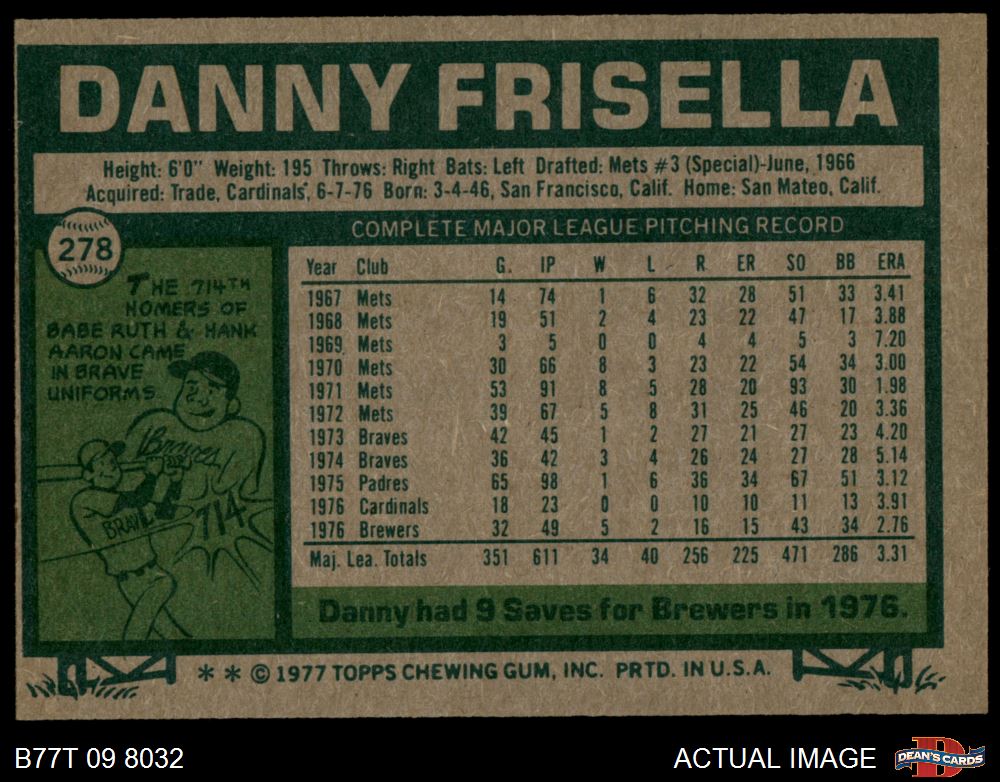 DANNY FRISELLA
Height: 6'0" Weight: 195 Throws: Right Bats: Left Drafted: Mets #3 (Special)-June, 1966
Acquired: Trade, Cardinals, 6-7-76 Born: 3-4-46, San Francisco, Calif. Home: San Mateo, Calif.
278
THE 714TH
HOMERS OF
BABE RUTH & HANK
AARON CAME
IN BRAVE
UNIFORMS.
Braves
BRAVE
714
COMPLETE MAJOR LEAGUE PITCHING RECORD
Year Club G. IP W L R ER SO BB ERA
1967 Mets 14 74 1 6 32 28 51 33 3.41
1968 Mets 19 51 2 4 23 22 47 17 3.88
1969 Mets 3 5 0 0 4 4 5 3 7.20
1970 Mets 30 66 8 3 23 22 54 34 3.00
1971 Mets 53 91 8 5 28 20 93 30 1.98
1972 Mets 39 67 5 8 31 25 46 20 3.36
1973 Braves 42 45 1 2 27 21 27 23 4.20
1974 Braves 36 42 3 4 26 24 27 28 5.14
1975 Padres 65 98 1 6 36 34 67 51 3.12
1976 Cardinals 18 23 0 0 10 10 11 13 3.91
1976 Brewers 32 49 5 2 16 15 43 34 2.76
Maj. Lea. Totals 351 611 34 40 256 225 471 286 3.31
Danny had 9 Saves for Brewers in 1976.
* * © 1977 TOPPS CHEWING GUM, INC. PRTD. IN U.S.A.
B77T 09 8032
ACTUAL IMAGE
DEAN'S CARDS